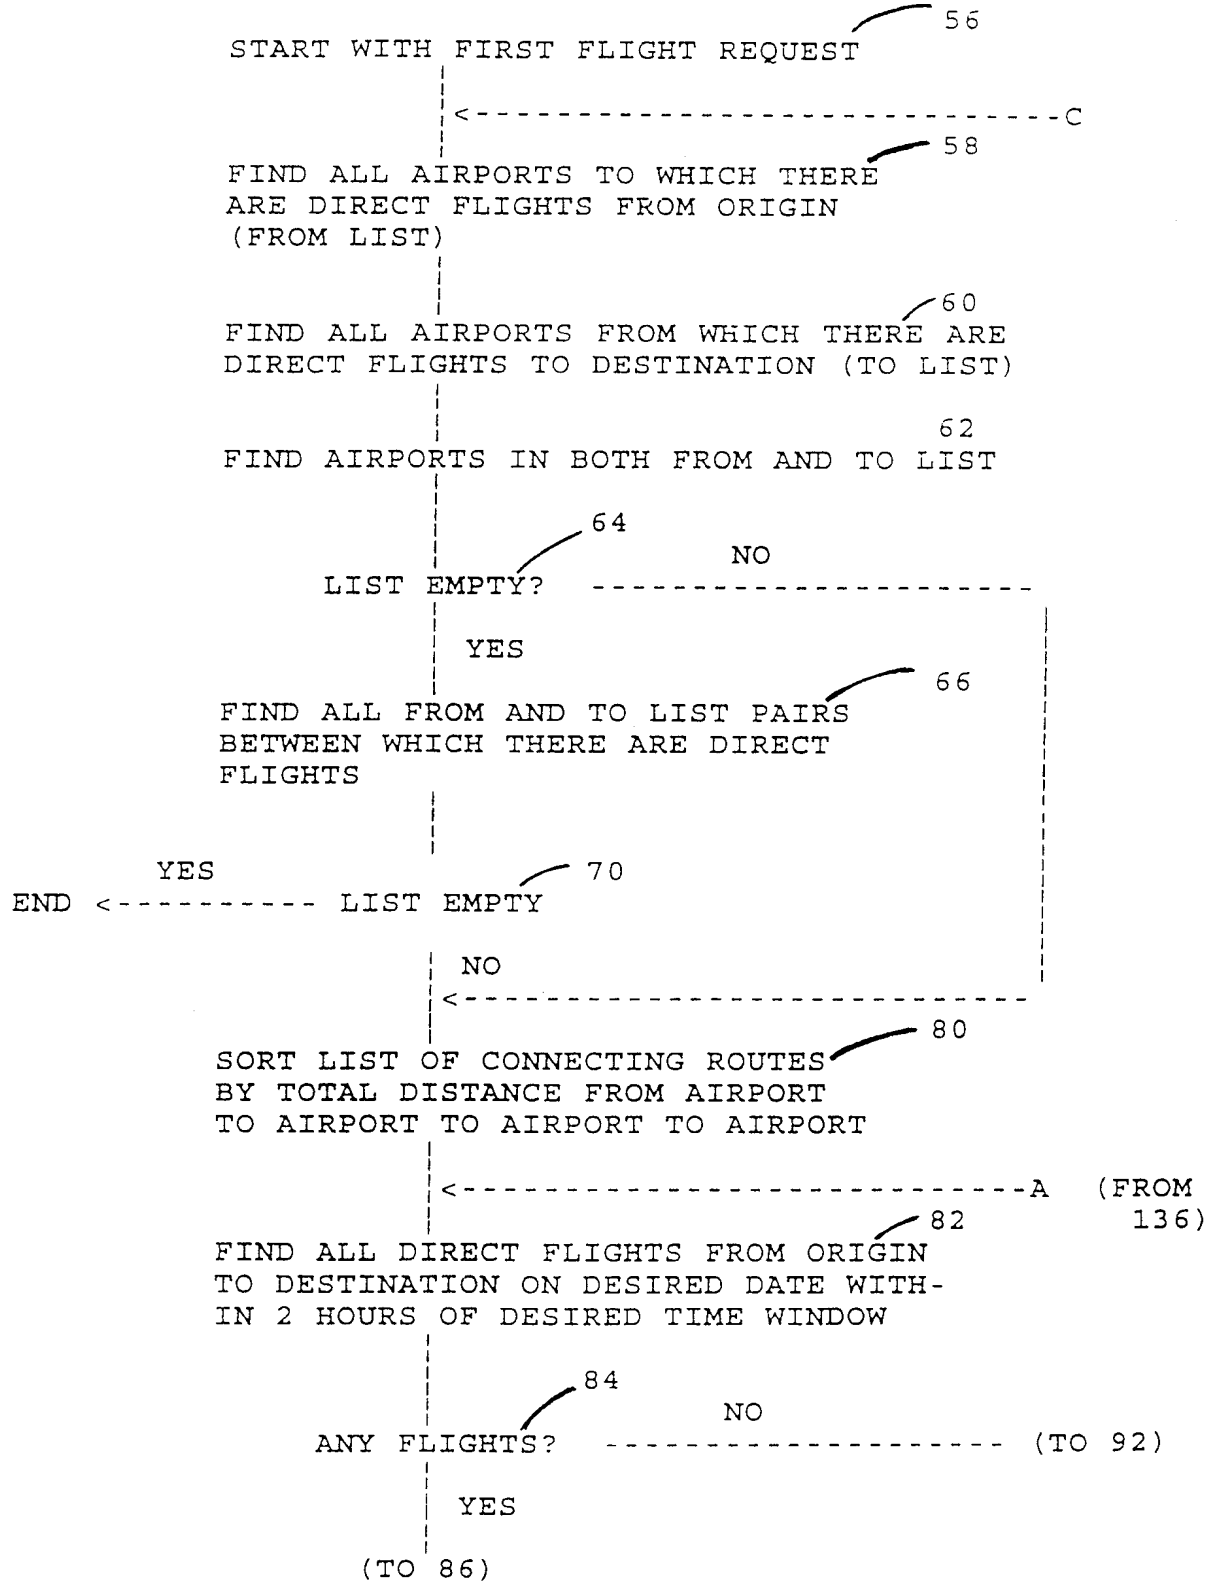 56
START WITH FIRST FLIGHT REQUEST
C
58
FIND ALL AIRPORTS TO WHICH THERE
ARE DIRECT FLIGHTS FROM ORIGIN
(FROM LIST)
60
FIND ALL AIRPORTS FROM WHICH THERE ARE
DIRECT FLIGHTS TO DESTINATION (TO LIST)
62
FIND AIRPORTS IN BOTH FROM AND TO LIST
64
NO
LIST EMPTY?
YES
66
FIND ALL FROM AND TO LIST PAIRS
BETWEEN WHICH THERE ARE DIRECT
FLIGHTS
YES 70
END <---------- LIST EMPTY
NO
80
SORT LIST OF CONNECTING ROUTES
BY TOTAL DISTANCE FROM AIRPORT
TO AIRPORT TO AIRPORT TO AIRPORT
A (FROM
136)
82
FIND ALL DIRECT FLIGHTS FROM ORIGIN
TO DESTINATION ON DESIRED DATE WITH-
IN 2 HOURS OF DESIRED TIME WINDOW
84
NO
ANY FLIGHTS? -------------------- (TO 92)
YES
(TO 86)